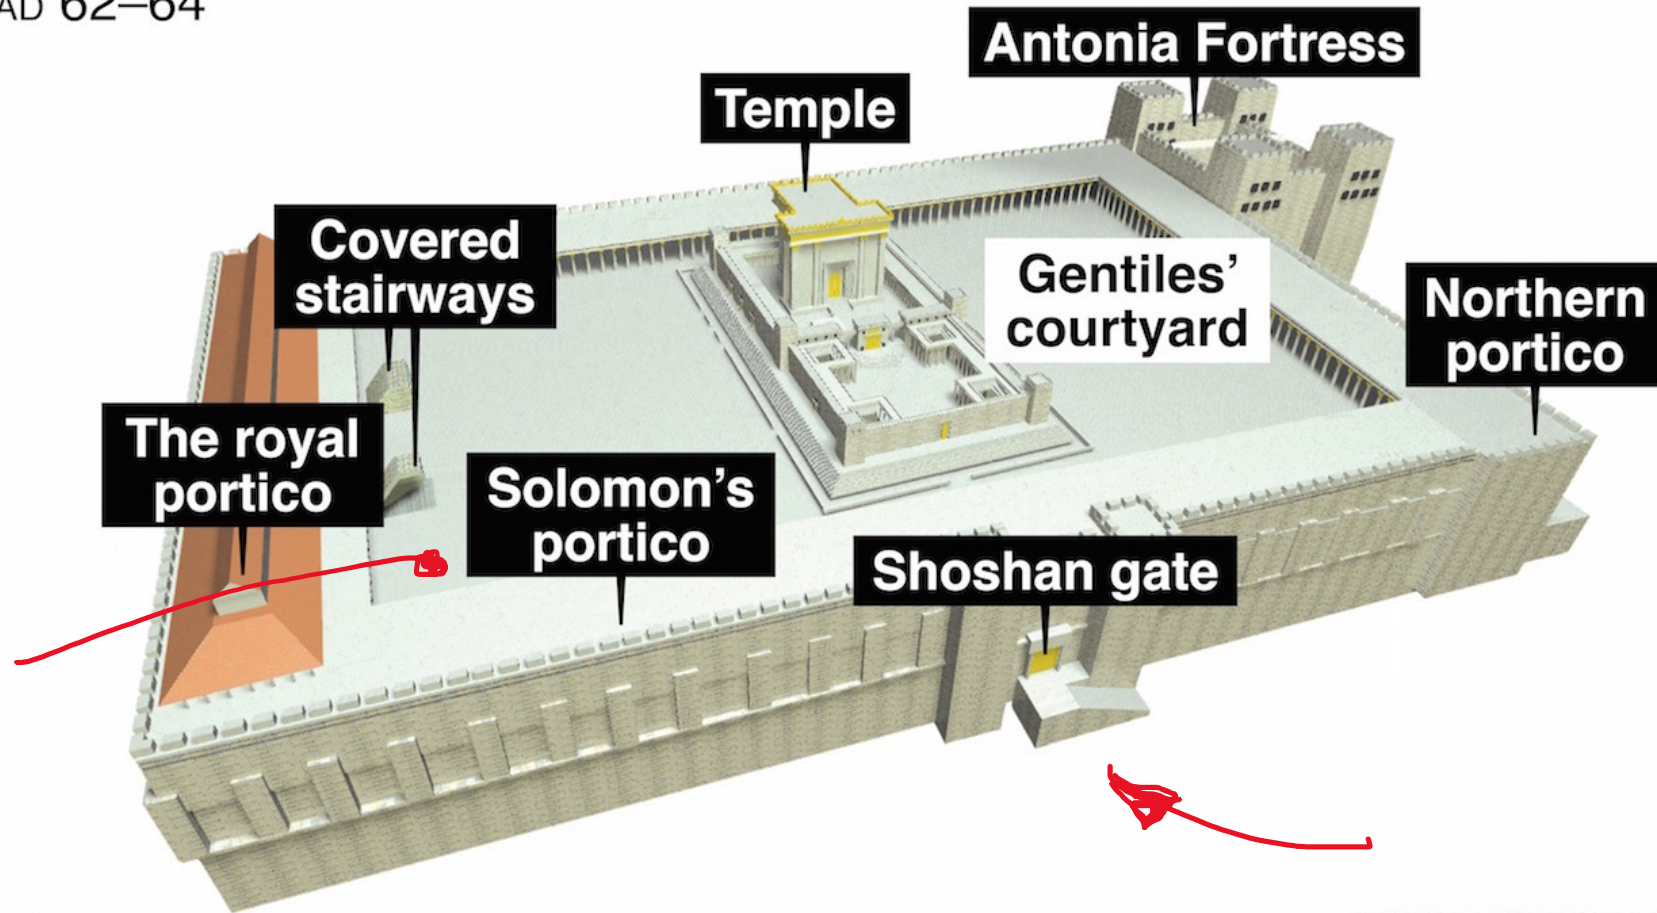 AD 62–64
Antonia Fortress
Temple
Covered
stairways
Gentiles’
courtyard
Northern
portico
The royal
portico
Solomon’s
portico
Shoshan gate